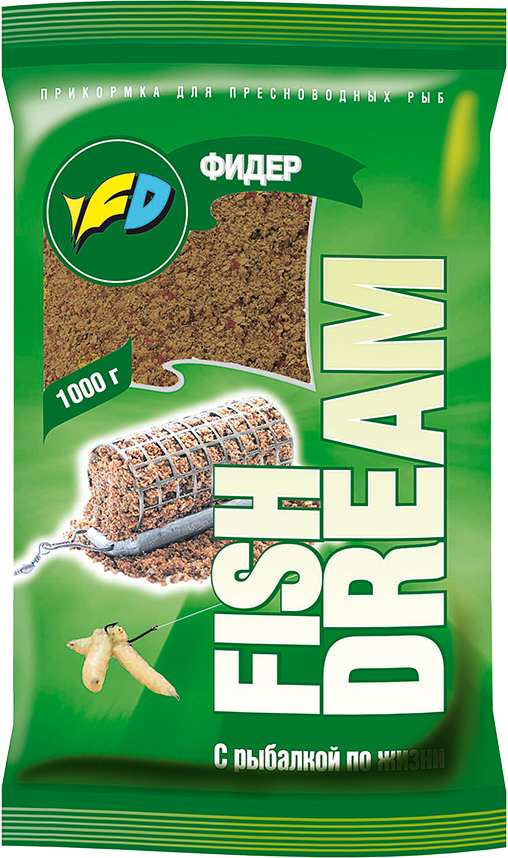 ПРИКОРМКА ДЛЯ ПРЕСНОВОДНЫХ РЫБ
FD
ФИДЕР
1000 г
FISH
DREAM
С рыбалкой по жизни